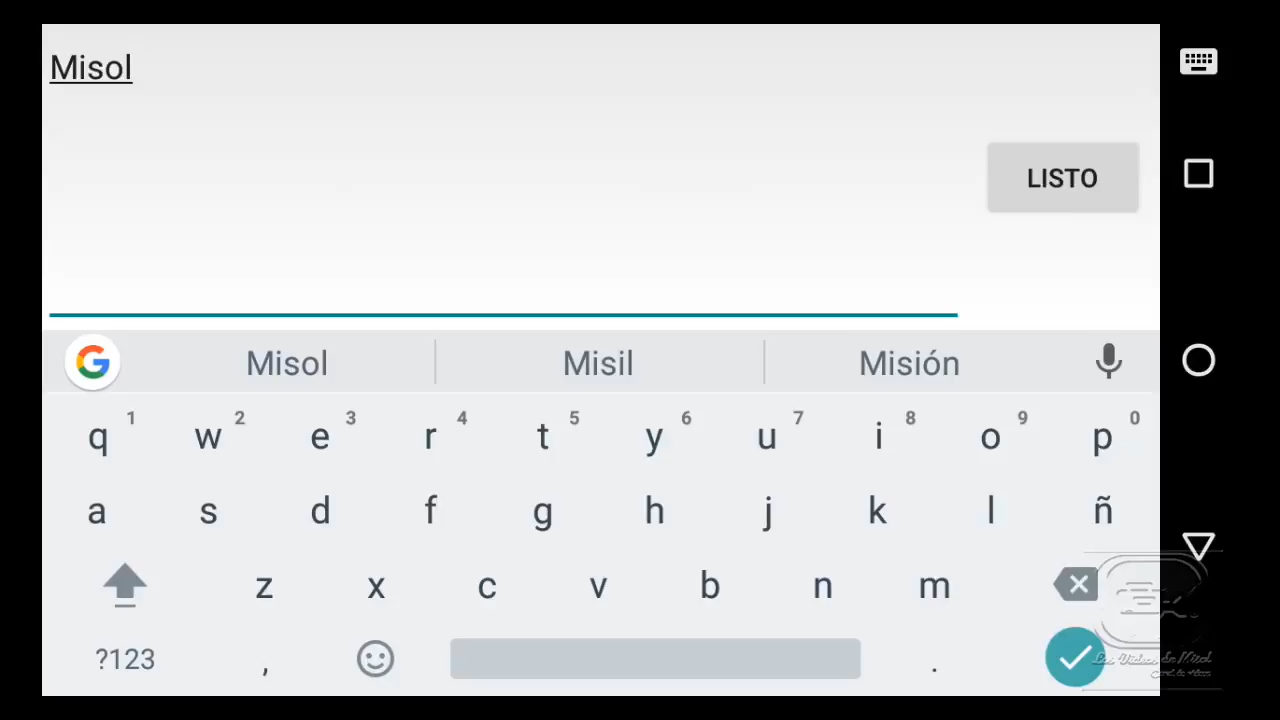 Misol
LISTO
G Misol Misil Misión
q 1 w 2 e 3 r 4 t 5 y 6 u 7 i 8 o 9 p 0
a s d f g h j k l ñ
z x c v b n m
?123 , .